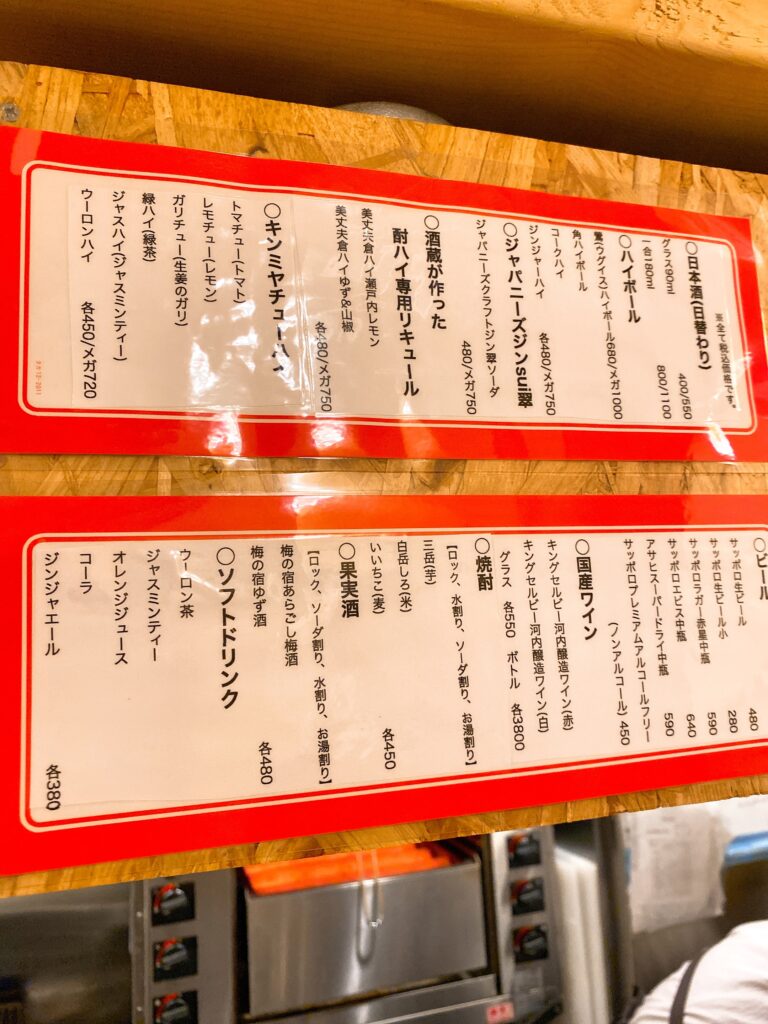 ※全て税込価格です。
○日本酒(日替わり)
グラス90ml 400/550
一合180ml 800/1100
○ハイボール
鶯(ウグイス)ハイボール680/メガ1000
角ハイボール
コークハイ
ジンジャーハイ 各480/メガ750
○ジャパニーズジンsui翠
ジャパニーズクラフトジン翠ソーダ
480/メガ750
○酒蔵が作った
酎ハイ専用リキュール
美丈夫倉ハイ瀬戸内レモン
美丈夫倉ハイゆず&山椒
各480/メガ750
○キンミヤチューハイ
トマチュー(トマト)
レモチュー(レモン)
ガリチュー(生姜のガリ)
緑ハイ(緑茶)
ジャスハイ(ジャスミンティー)
ウーロンハイ 各450/メガ720
○ビール
サッポロ生ビール 480
サッポロ生ビール小 280
サッポロラガー赤星中瓶 590
サッポロエビス中瓶 640
アサヒスーパードライ中瓶 590
サッポロプレミアムアルコールフリー
(ノンアルコール) 450
○国産ワイン
キングセルビー河内醸造ワイン(赤)
キングセルビー河内醸造ワイン(白)
グラス 各550 ボトル 各3800
○焼酎
【ロック、水割り、ソーダ割り、お湯割り】
三岳(芋)
白岳しろ(米)
いいちこ(麦) 各450
○果実酒
【ロック、ソーダ割り、水割り、お湯割り】
梅の宿あらごし梅酒
梅の宿ゆず酒 各480
○ソフトドリンク
ウーロン茶
ジャスミンティー
オレンジジュース
コーラ
ジンジャエール 各380